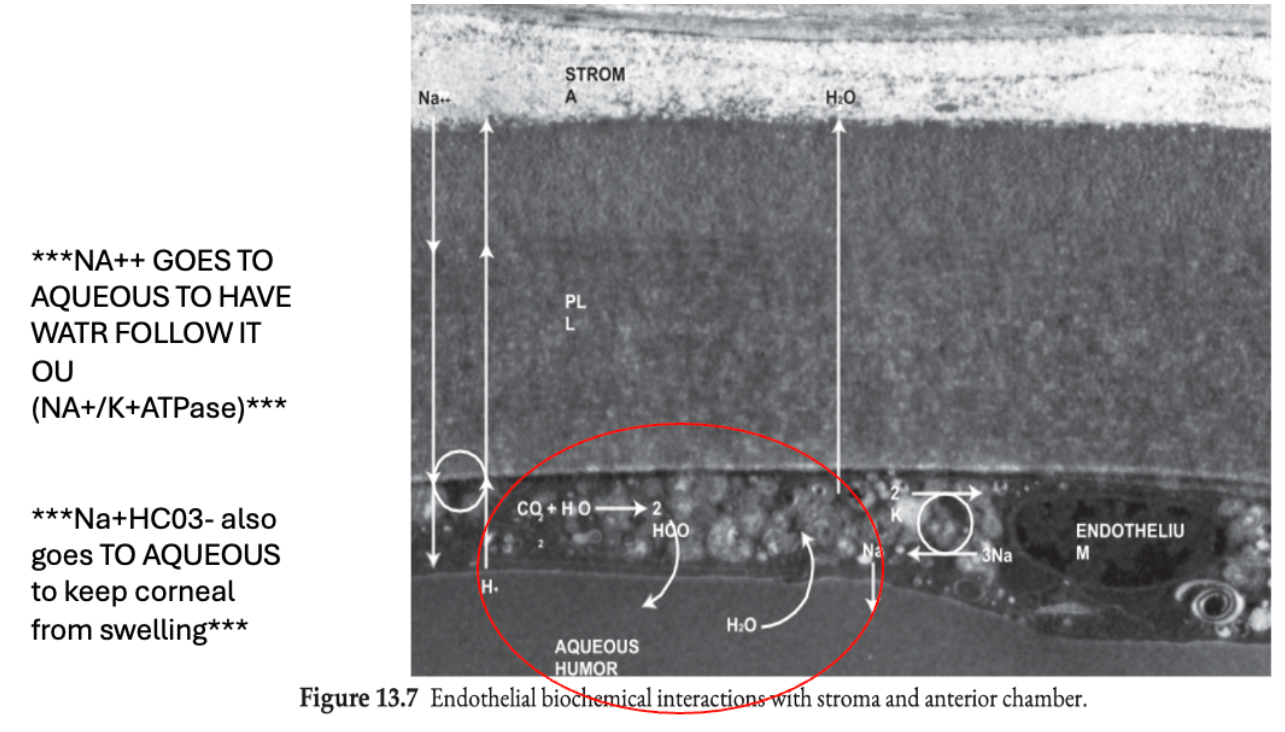 STROM
A
Na++
H₂O
***NA++ GOES TO
AQUEOUS TO HAVE
WATR FOLLOW IT
OU
(NA+/K+ATPase)***
PL
L
***Na+HC03- also
goes TO AQUEOUS
to keep corneal
from swelling***
CO₂ + H₂O → 2
HCO
2
K
Na
3Na
ENDOTHELIU
M
H+
H₂O
AQUEOUS
HUMOR
Figure 13.7 Endothelial biochemical interactions with stroma and anterior chamber.